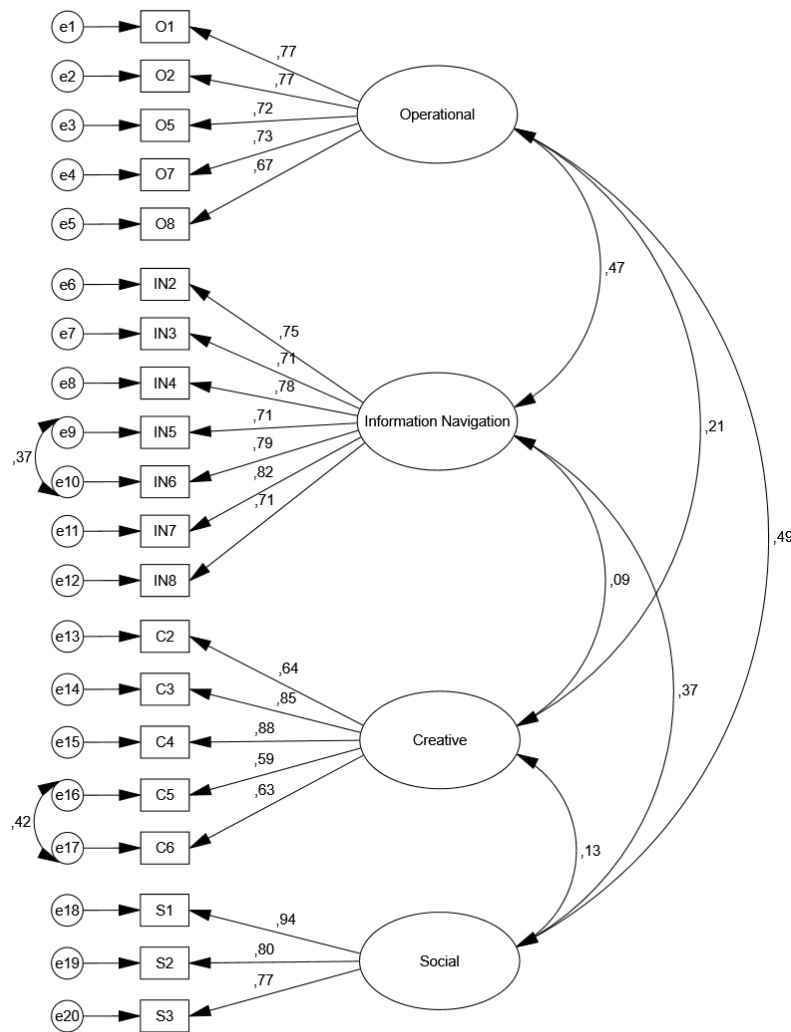 e1 O1
,77
e2 O2
,77
e3 O5
,72
Operational
e4 O7
,73
e5 O8
,67
,47
e6 IN2
,75
e7 IN3
,71
e8 IN4
,78
e9 IN5
,71
Information Navigation
,21
,37
e10 IN6
,79
e11 IN7
,82
e12 IN8
,71
,49
,09
e13 C2
,64
e14 C3
,85
,37
e15 C4
,88
Creative
e16 C5
,59
,42
e17 C6
,63
,13
e18 S1
,94
e19 S2
,80
Social
e20 S3
,77